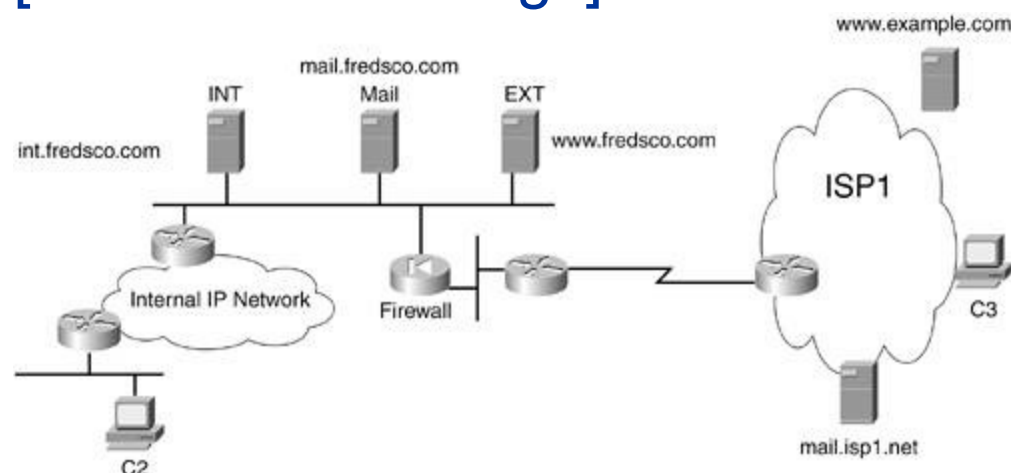 www.example.com
mail.fredsco.com
INT
Mail
EXT
int.fredsco.com
www.fredsco.com
ISP1
Internal IP Network
Firewall
C3
mail.isp1.net
C2